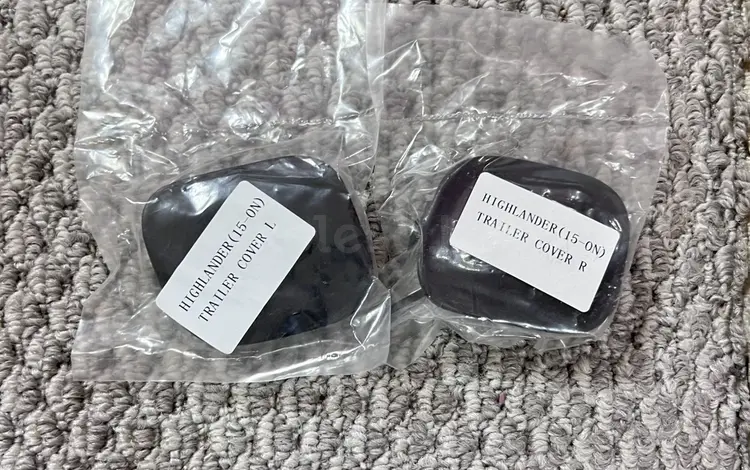 HIGHLANDER(15-ON)
TRAILER COVER L
HIGHLANDER(15-ON)
TRAILER COVER R